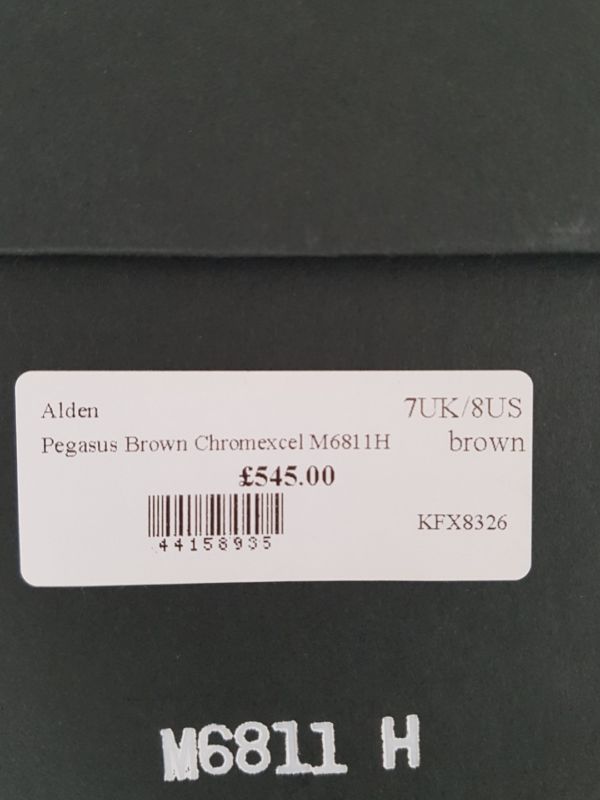 Alden
7UK/8US
Pegasus Brown Chromexcel M6811H
brown
£545.00
44158935
KFX8326
M6811 H